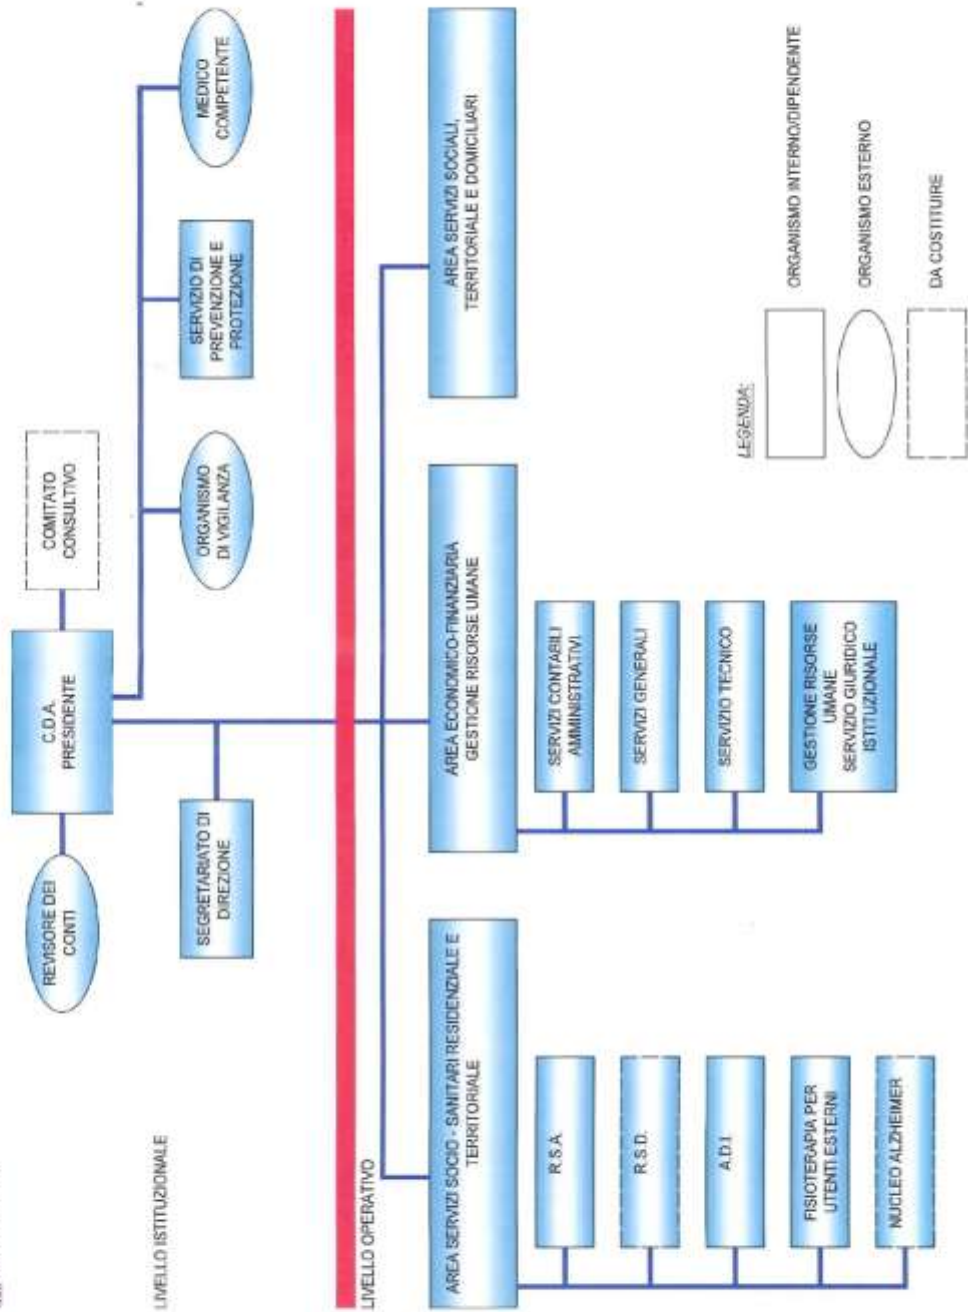 REVISORE DEI
CONTI
C.D.A.
PRESIDENTE
COMITATO
CONSULTIVO
LIVELLO ISTITUZIONALE
SEGRETARIATO DI
DIREZIONE
ORGANISMO
DI VIGILANZA
SERVIZIO DI
PREVENZIONE E
PROTEZIONE
MEDICO
COMPETENTE
LIVELLO OPERATIVO
AREA SERVIZI SOCIO - SANITARI RESIDENZIALE E
TERRITORIALE
R.S.A.
R.S.D.
A.D.I.
FISIOTERAPIA PER
UTENTI ESTERNI
NUCLEO ALZHEIMER
AREA ECONOMICO-FINANZIARIA
GESTIONE RISORSE UMANE
SERVIZI CONTABILI
AMMINISTRATIVI
SERVIZI GENERALI
SERVIZIO TECNICO
GESTIONE RISORSE
UMANE
SERVIZIO GIURIDICO
ISTITUZIONALE
AREA SERVIZI SOCIALI,
TERRITORIALE E DOMICILIARI
LEGENDA:
ORGANISMO INTERNO/DIPENDENTE
ORGANISMO ESTERNO
DA COSTITUIRE